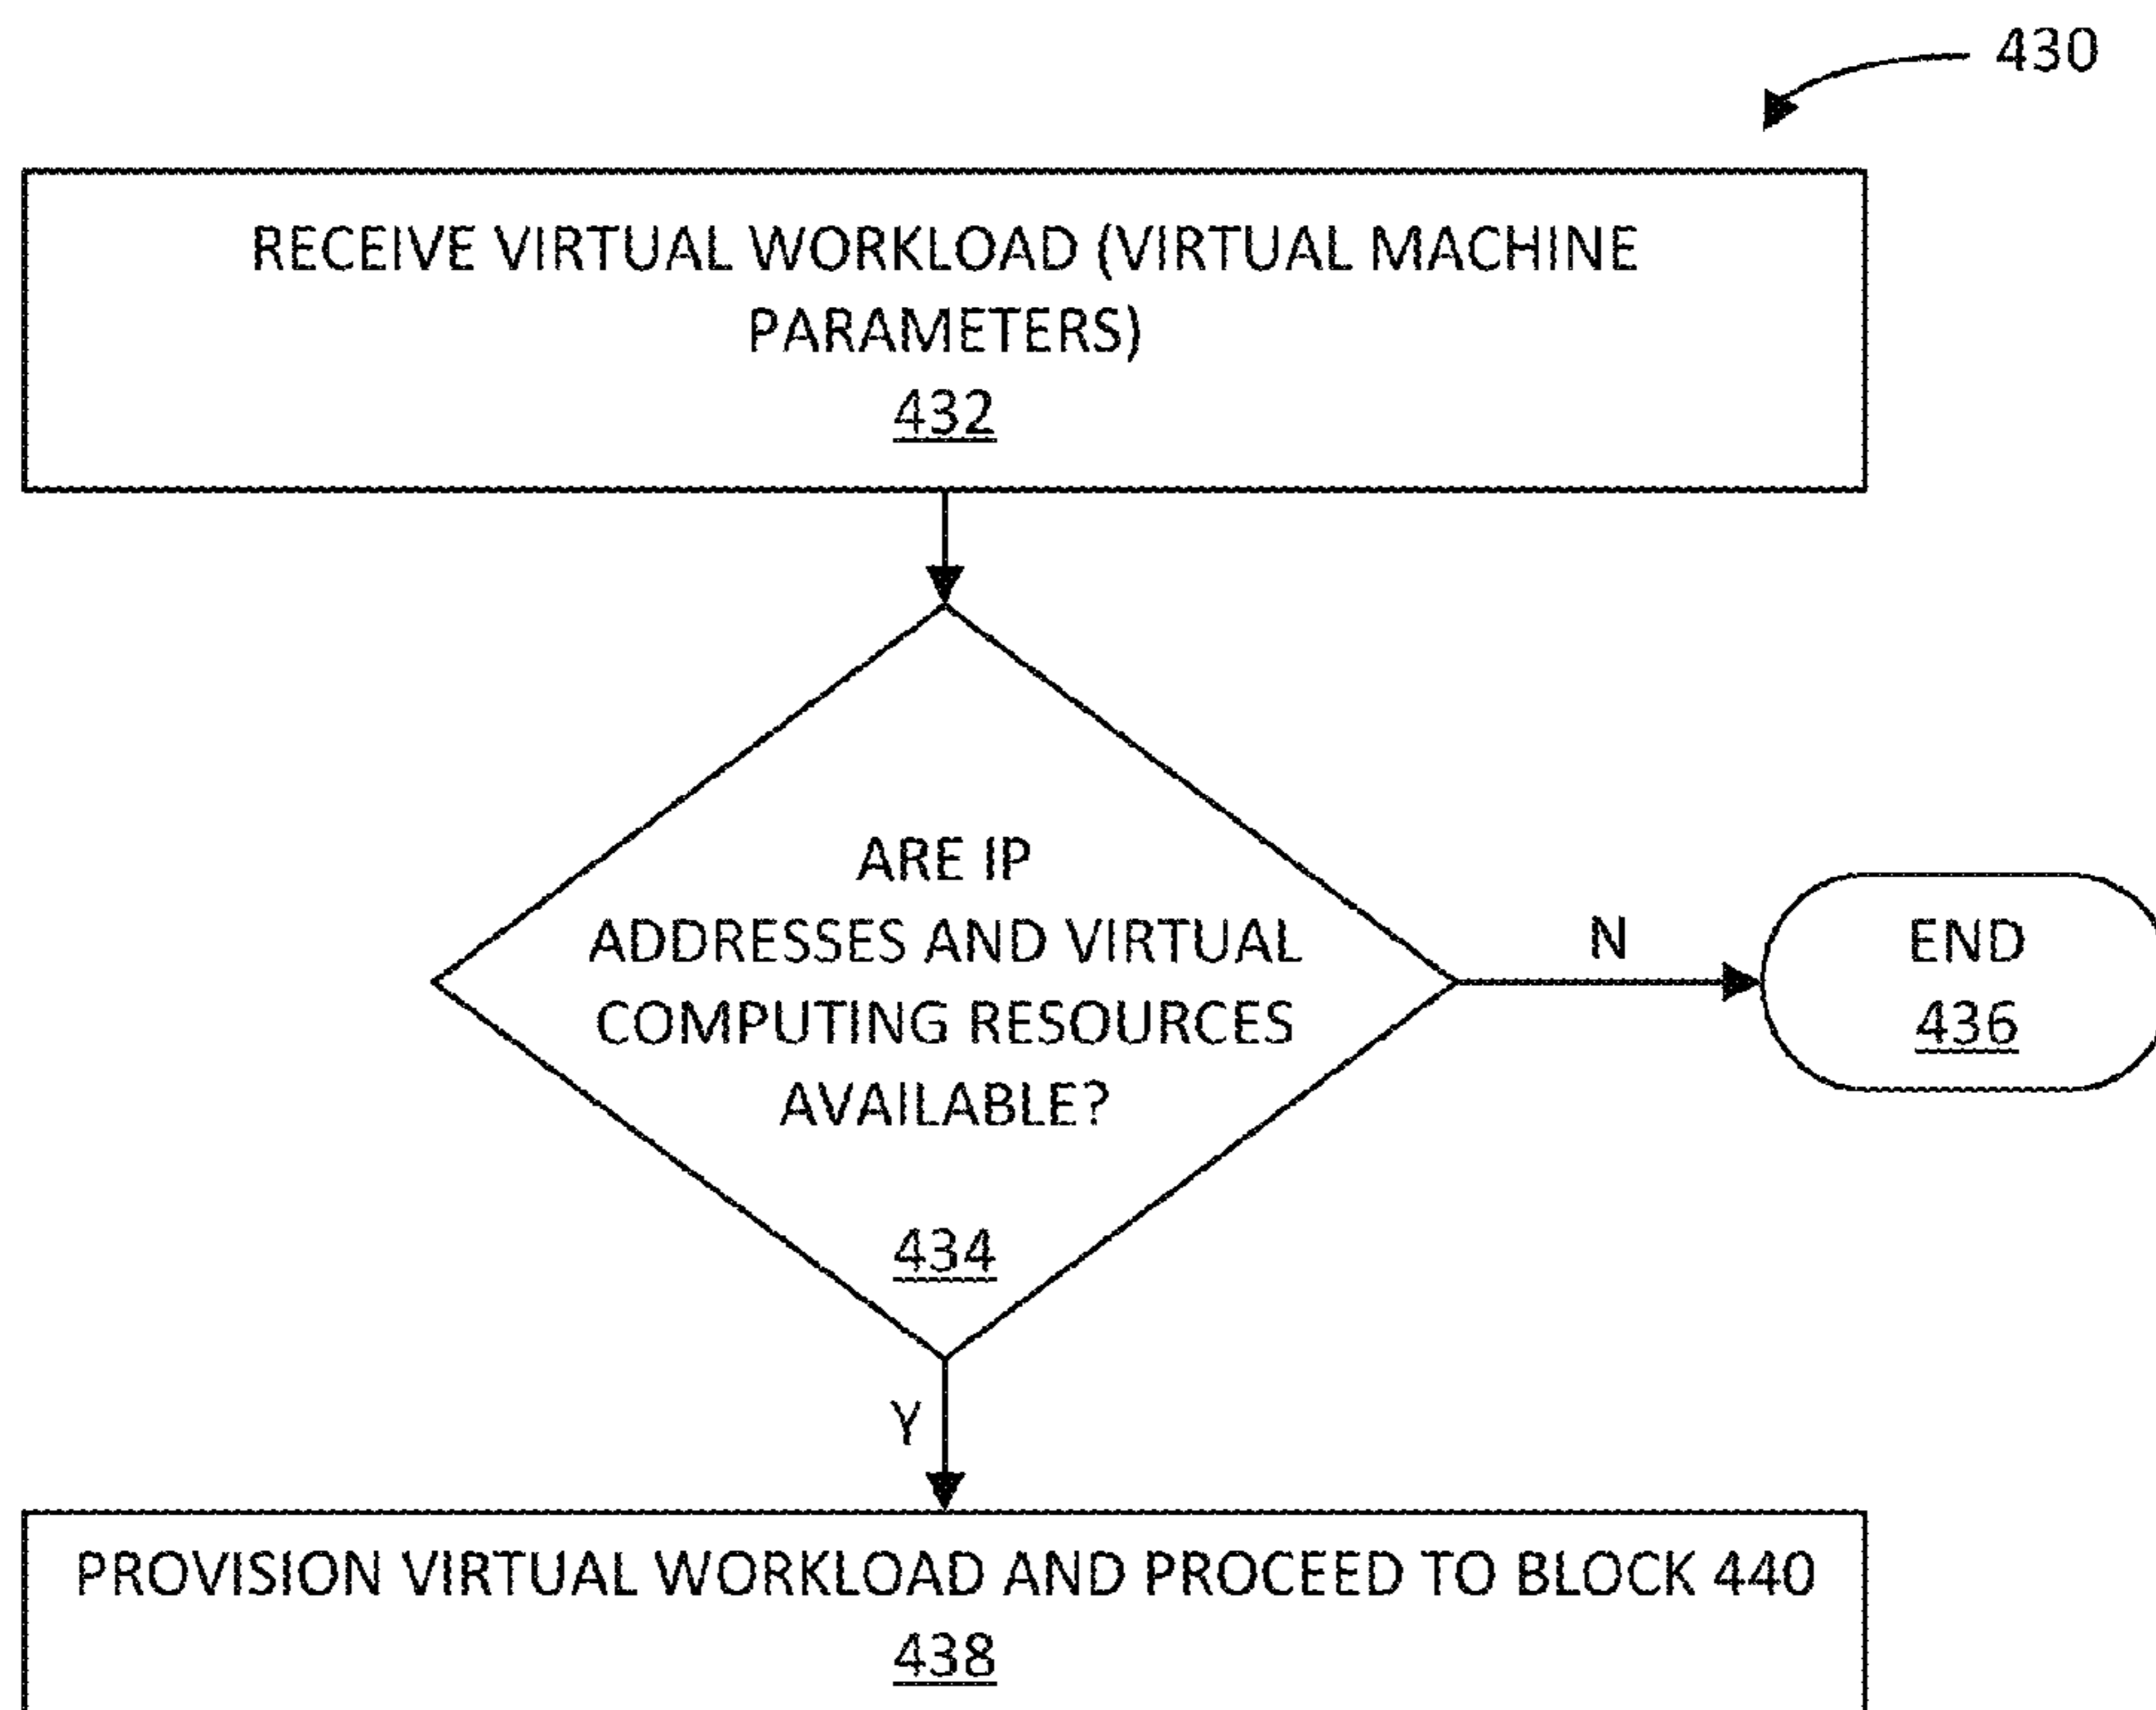 430
RECEIVE VIRTUAL WORKLOAD (VIRTUAL MACHINE
PARAMETERS)
432
ARE IP
ADDRESSES AND VIRTUAL
COMPUTING RESOURCES
AVAILABLE?
434
N
END
436
Y
PROVISION VIRTUAL WORKLOAD AND PROCEED TO BLOCK 440
438